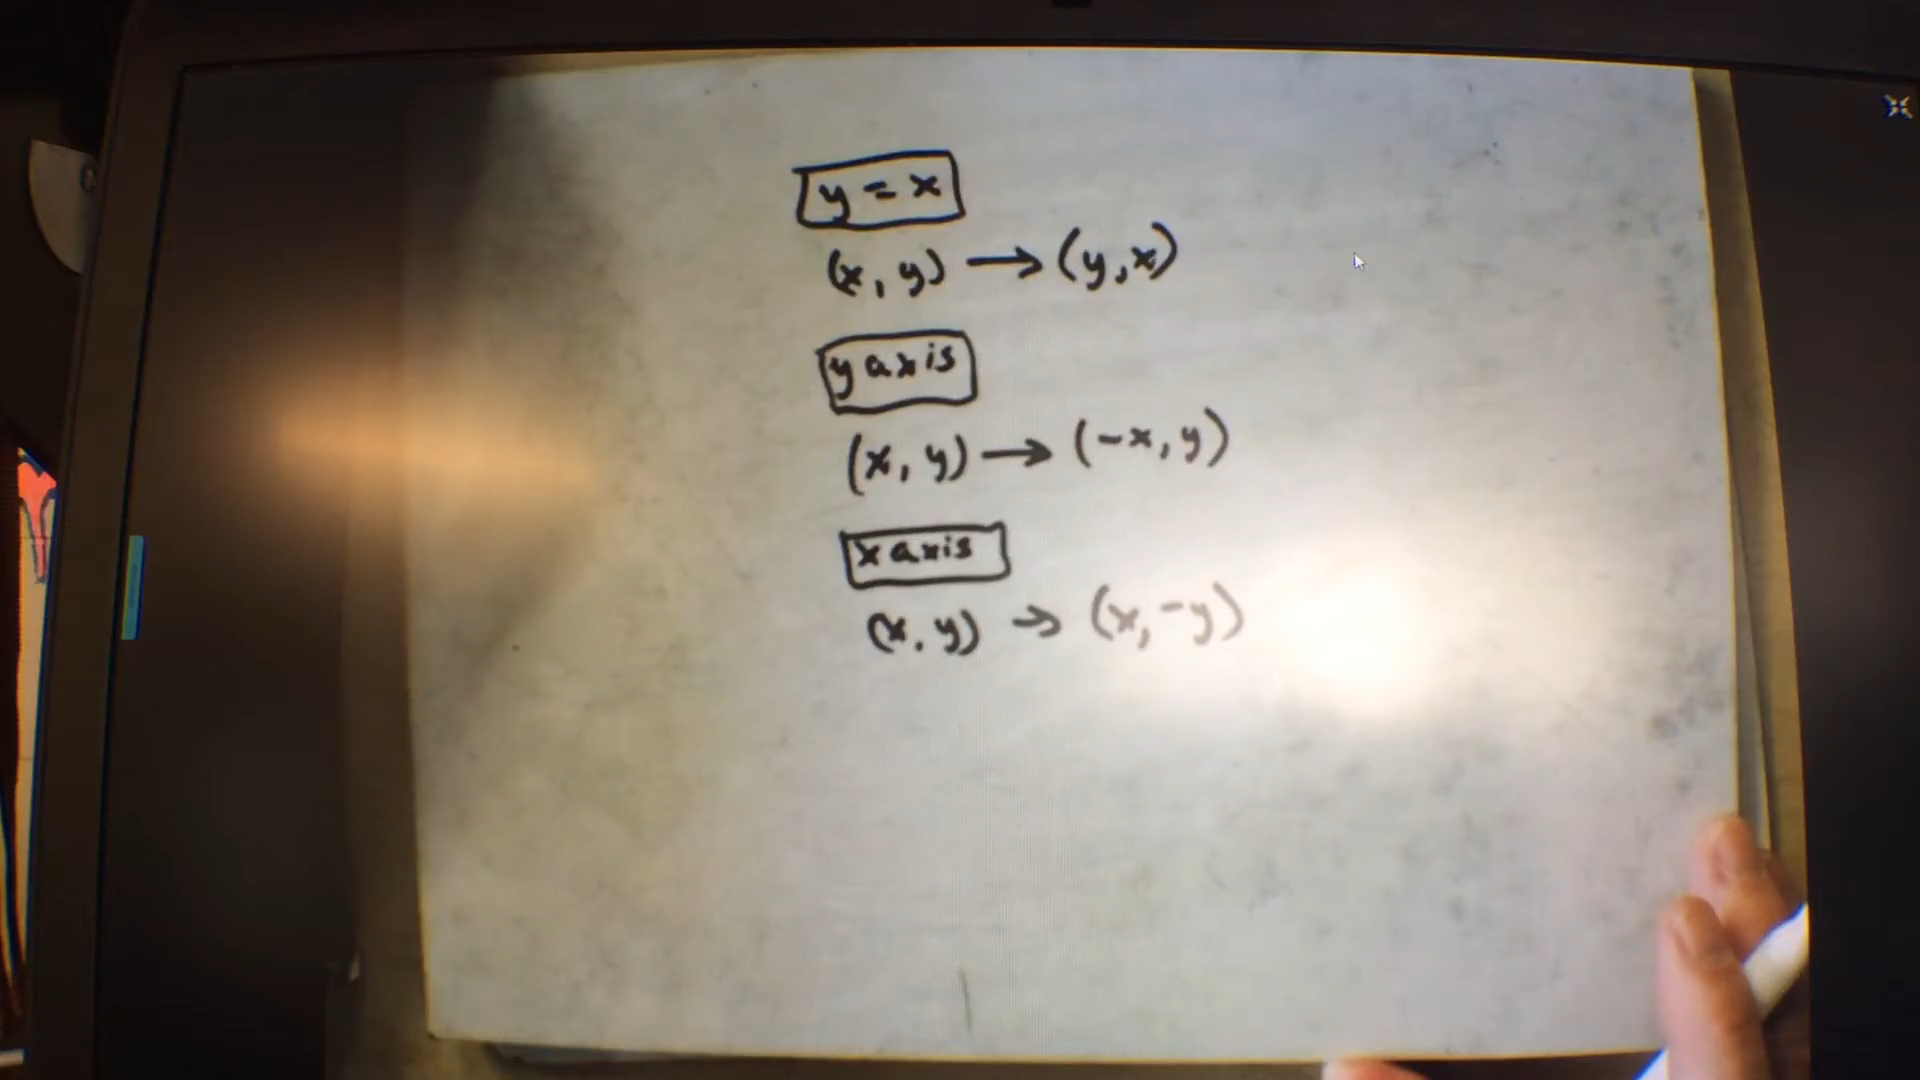 y = x
(x, y) → (y, x)
y axis
(x, y) → (-x, y)
x axis
(x, y) → (x, -y)